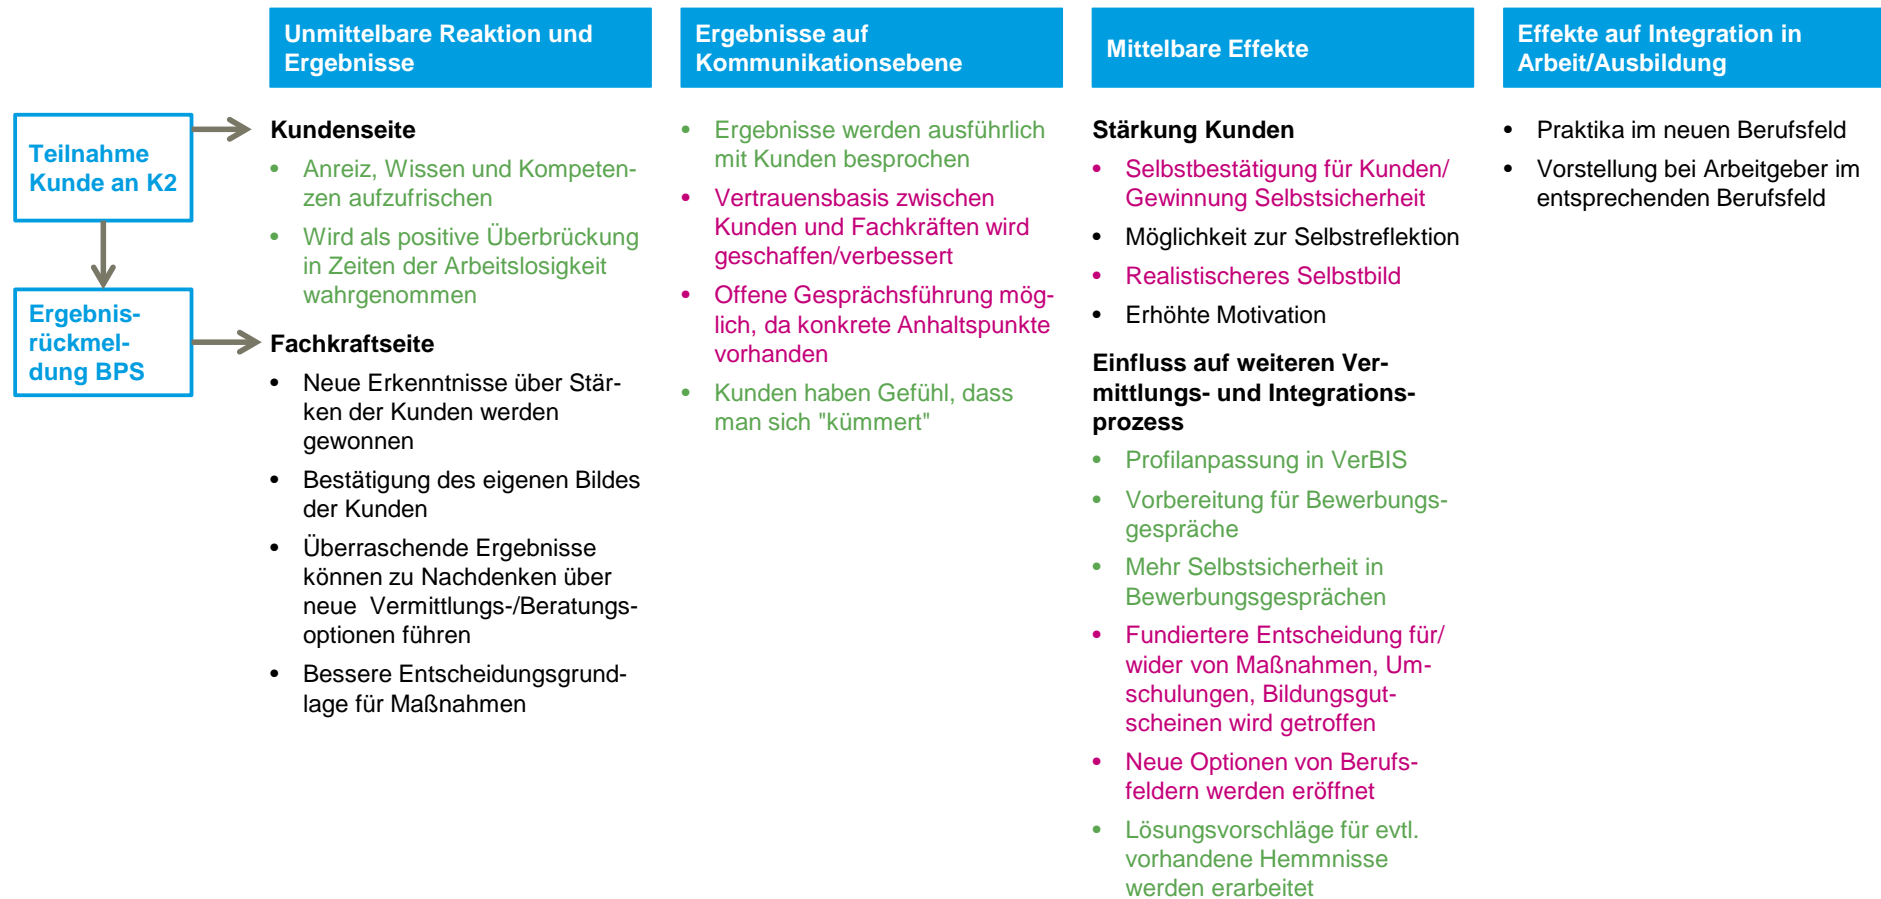 Unmittelbare Reaktion und
Ergebnisse
Ergebnisse auf
Kommunikationsebene
Mittelbare Effekte
Effekte auf Integration in
Arbeit/Ausbildung
Teilnahme
Kunde an K2
Ergebnis-
rückmel-
dung BPS
Kundenseite
• Anreiz, Wissen und Kompeten-
zen aufzufrischen
• Wird als positive Überbrückung
in Zeiten der Arbeitslosigkeit
wahrgenommen
Fachkraftseite
• Neue Erkenntnisse über Stär-
ken der Kunden werden
gewonnen
• Bestätigung des eigenen Bildes
der Kunden
• Überraschende Ergebnisse
können zu Nachdenken über
neue Vermittlungs-/Beratungs-
optionen führen
• Bessere Entscheidungsgrund-
lage für Maßnahmen
• Ergebnisse werden ausführlich
mit Kunden besprochen
• Vertrauensbasis zwischen
Kunden und Fachkräften wird
geschaffen/verbessert
• Offene Gesprächsführung mög-
lich, da konkrete Anhaltspunkte
vorhanden
• Kunden haben Gefühl, dass
man sich "kümmert"
Stärkung Kunden
• Selbstbestätigung für Kunden/
Gewinnung Selbstsicherheit
• Möglichkeit zur Selbstreflektion
• Realistischeres Selbstbild
• Erhöhte Motivation
Einfluss auf weiteren Ver-
mittlungs- und Integrations-
prozess
• Profilanpassung in VerBIS
• Vorbereitung für Bewerbungs-
gespräche
• Mehr Selbstsicherheit in
Bewerbungsgesprächen
• Fundiertere Entscheidung für/
wider von Maßnahmen, Um-
schulungen, Bildungsgut-
scheinen wird getroffen
• Neue Optionen von Berufs-
feldern werden eröffnet
• Lösungsvorschläge für evtl.
vorhandene Hemmnisse
werden erarbeitet
• Praktika im neuen Berufsfeld
• Vorstellung bei Arbeitgeber im
entsprechenden Berufsfeld